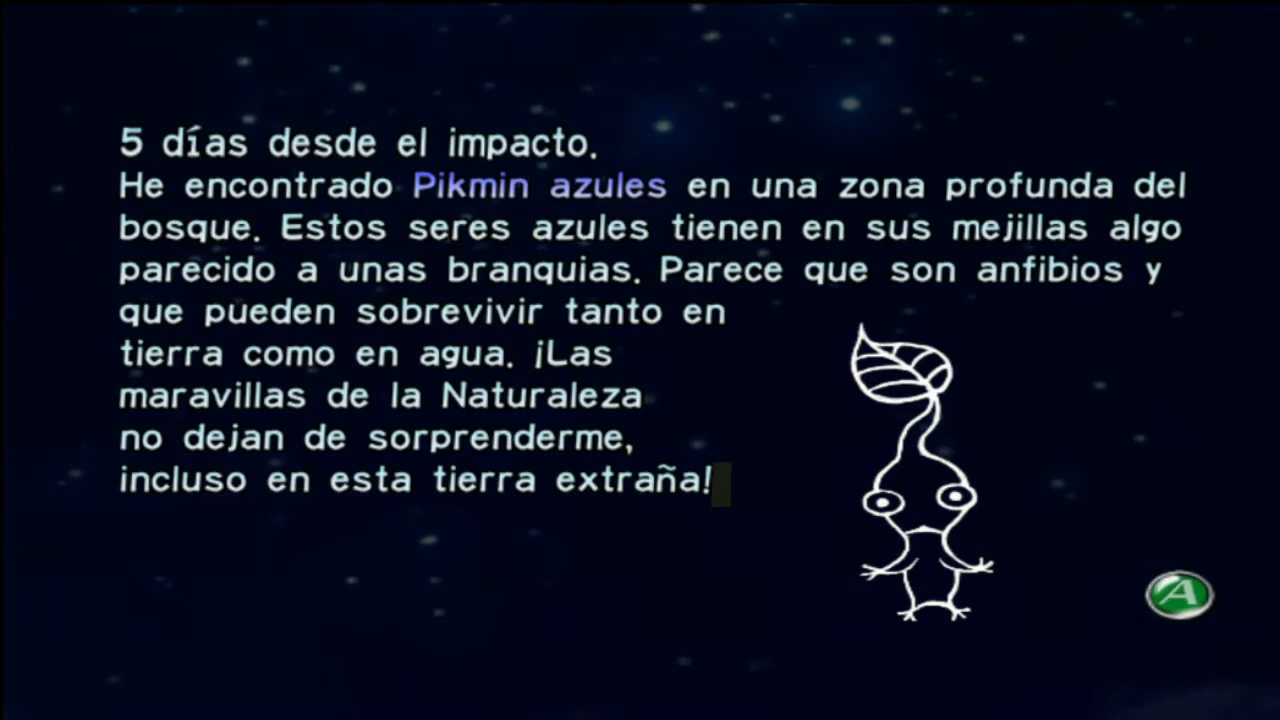 5 días desde el impacto.
He encontrado Pikmin azules en una zona profunda del
bosque. Estos seres azules tienen en sus mejillas algo
parecido a unas branquias. Parece que son anfibios y
que pueden sobrevivir tanto en
tierra como en agua. ¡Las
maravillas de la Naturaleza
no dejan de sorprenderme,
incluso en esta tierra extraña!
A